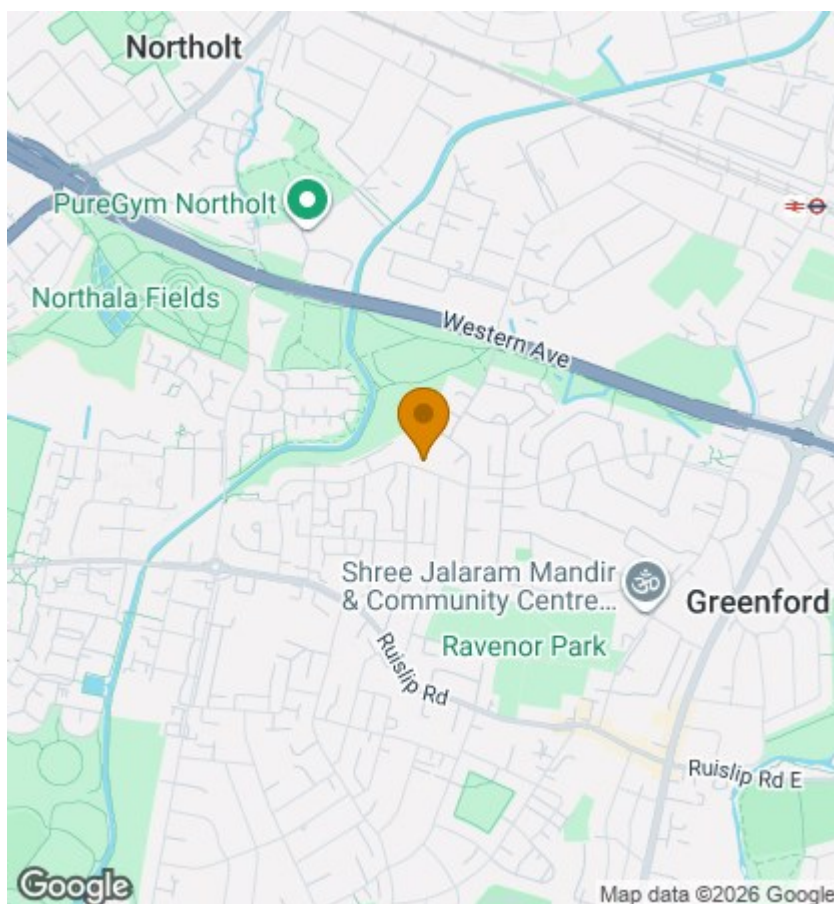 Northolt
PureGym Northolt
Northala Fields
Western Ave
Shree Jalaram Mandir
& Community Centre...
Greenford
Ravenor Park
Ruislip Rd
Ruislip Rd E
Google
Map data ©2026 Google